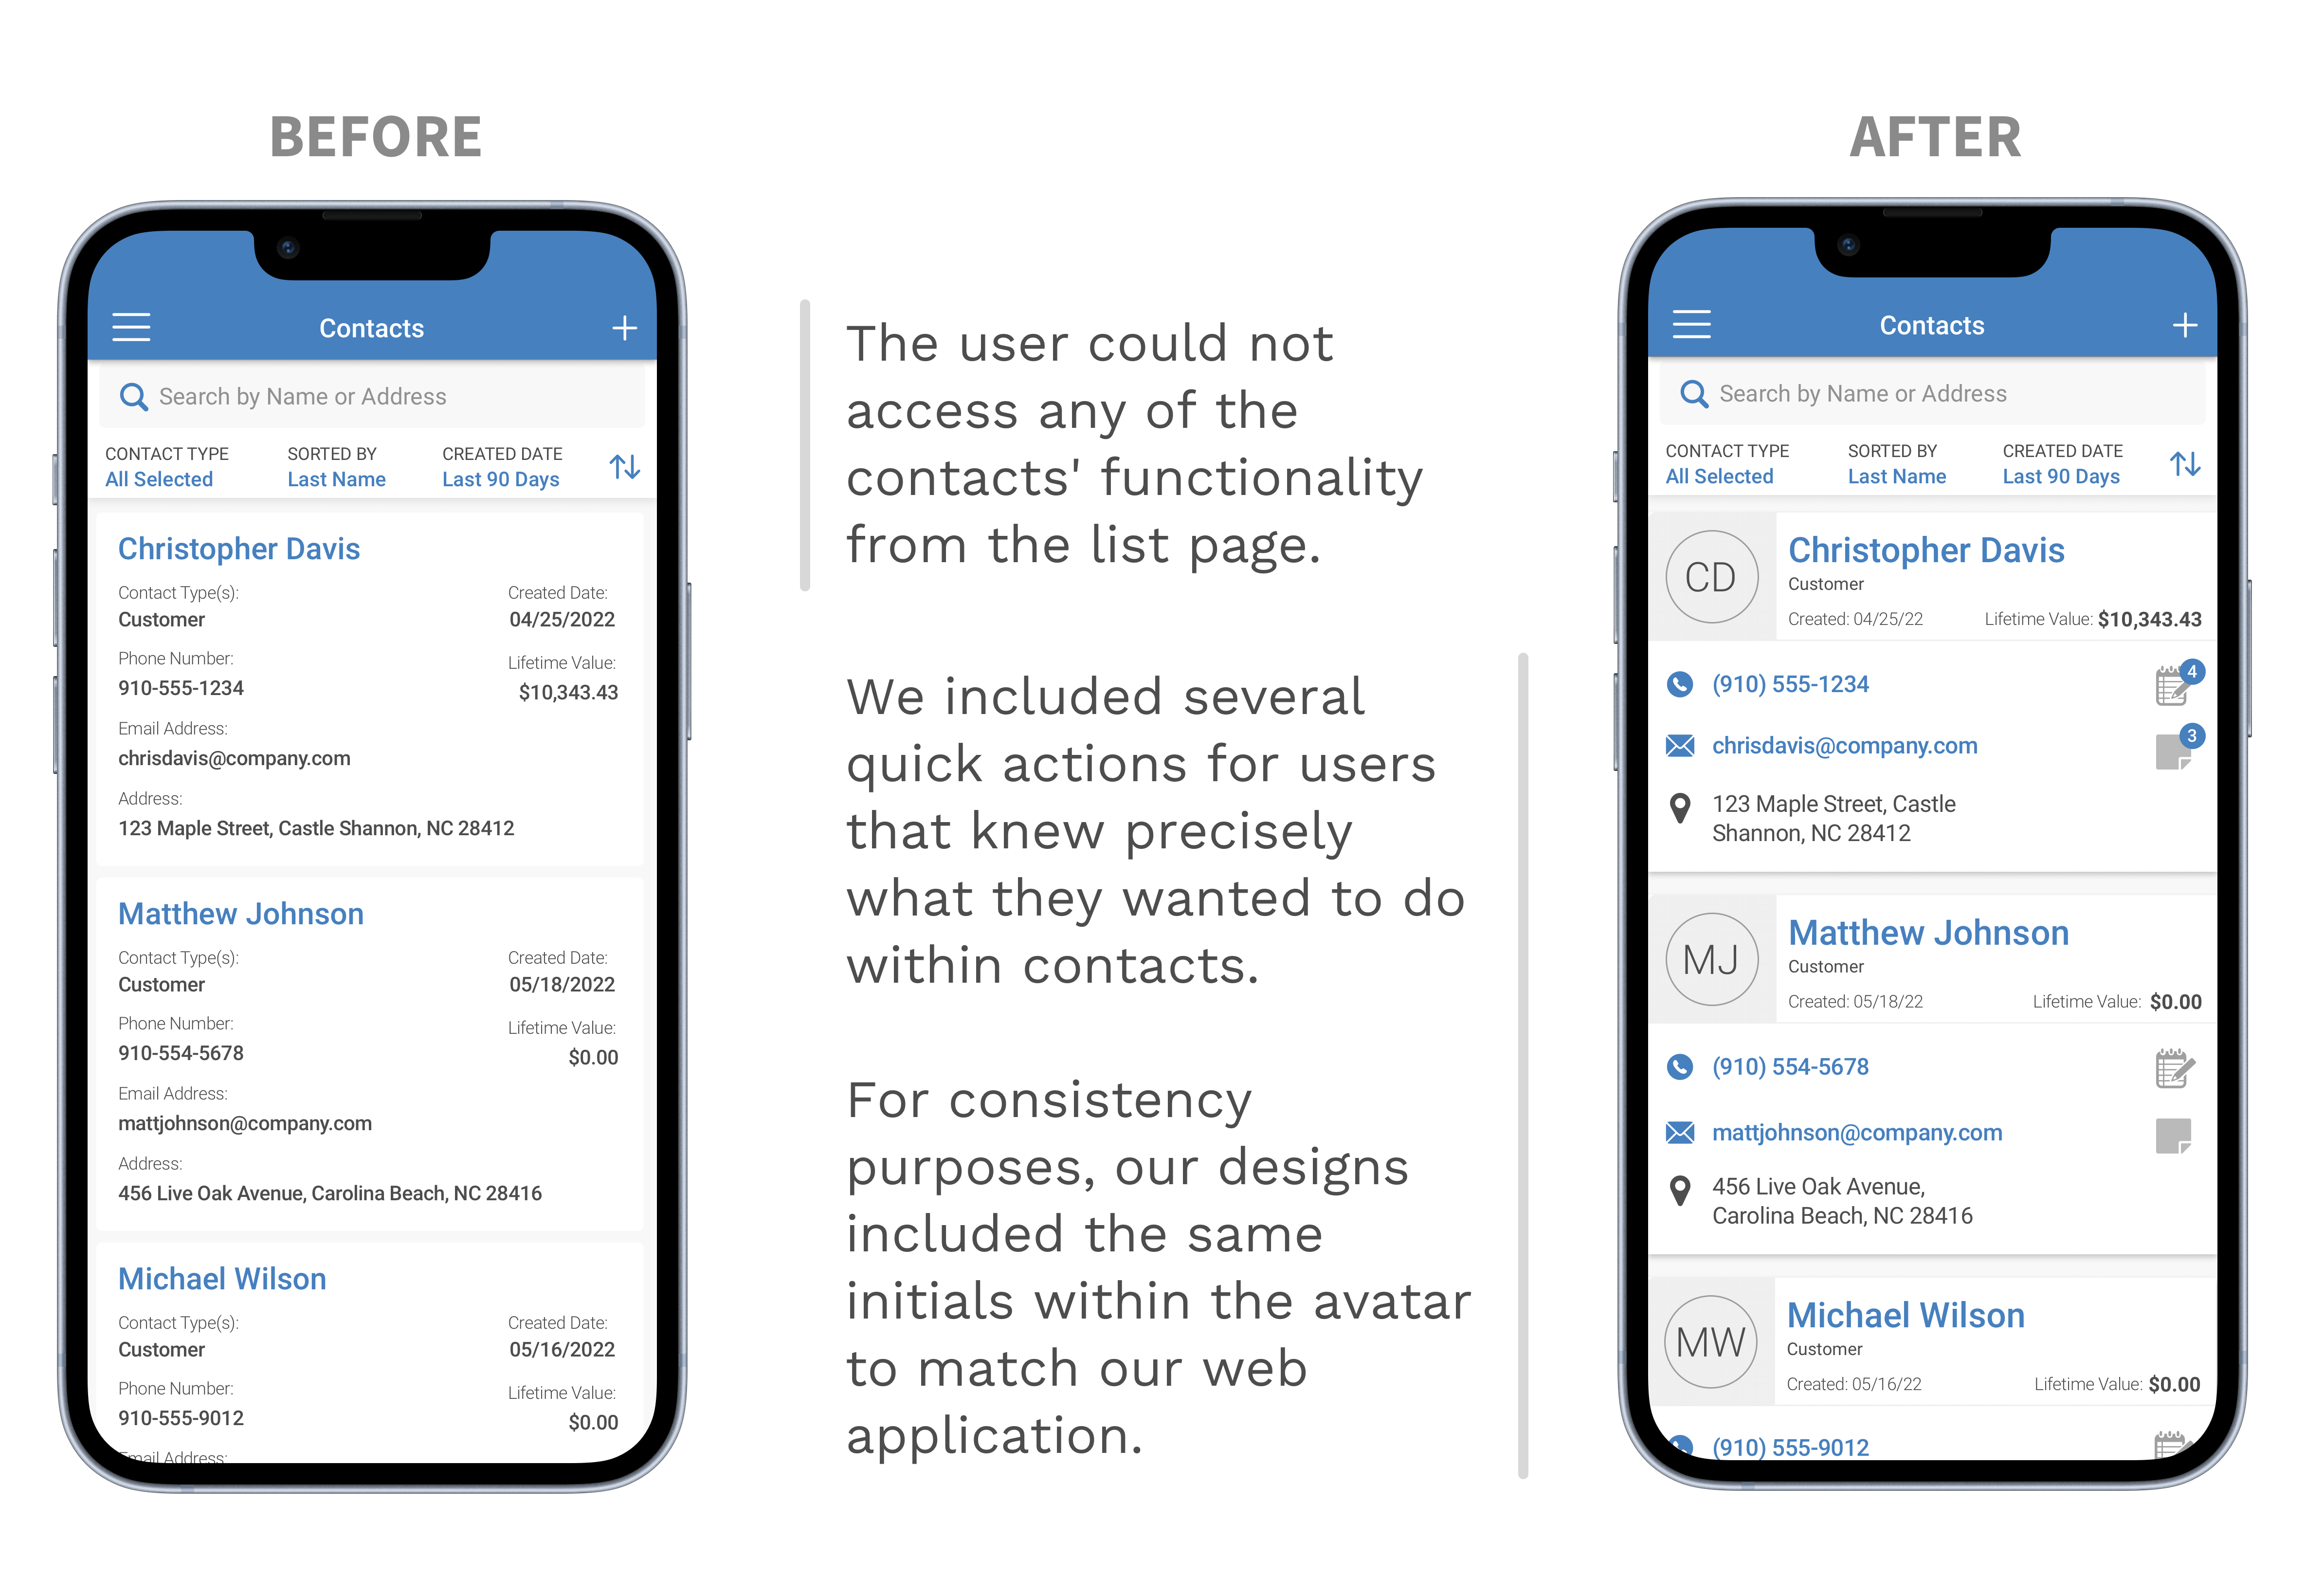 BEFORE
Contacts
Search by Name or Address
CONTACT TYPE SORTED BY CREATED DATE
All Selected Last Name Last 90 Days
Christopher Davis
Contact Type(s): Created Date:
Customer 04/25/2022
Phone Number: Lifetime Value:
910-555-1234 $10,343.43
Email Address:
chrisdavis@company.com
Address:
123 Maple Street, Castle Shannon, NC 28412
Matthew Johnson
Contact Type(s): Created Date:
Customer 05/18/2022
Phone Number: Lifetime Value:
910-554-5678 $0.00
Email Address:
mattjohnson@company.com
Address:
456 Live Oak Avenue, Carolina Beach, NC 28416
Michael Wilson
Contact Type(s): Created Date:
Customer 05/16/2022
Phone Number: Lifetime Value:
910-555-9012 $0.00
Email Address:
The user could not
access any of the
contacts' functionality
from the list page.
We included several
quick actions for users
that knew precisely
what they wanted to do
within contacts.
For consistency
purposes, our designs
included the same
initials within the avatar
to match our web
application.
AFTER
Contacts
Search by Name or Address
CONTACT TYPE SORTED BY CREATED DATE
All Selected Last Name Last 90 Days
CD
Christopher Davis
Customer
Created: 04/25/22 Lifetime Value: $10,343.43
(910) 555-1234 4
chrisdavis@company.com 3
123 Maple Street, Castle
Shannon, NC 28412
MJ
Matthew Johnson
Customer
Created: 05/18/22 Lifetime Value: $0.00
(910) 554-5678
mattjohnson@company.com
456 Live Oak Avenue,
Carolina Beach, NC 28416
MW
Michael Wilson
Customer
Created: 05/16/22 Lifetime Value: $0.00
(910) 555-9012